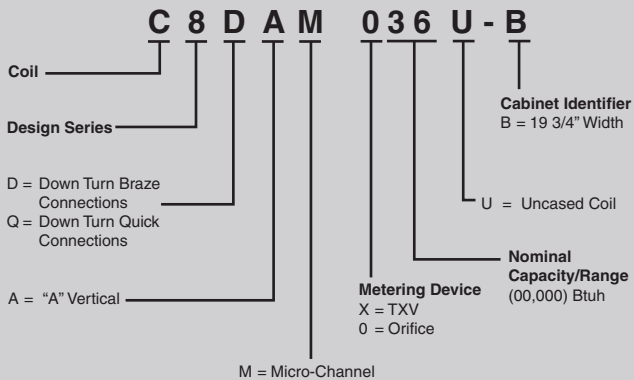 C 8 D A M 0 3 6 U - B
Coil
Design Series
D = Down Turn Braze
Connections
Q = Down Turn Quick
Connections
A = “A” Vertical
M = Micro-Channel
Metering Device
X = TXV
0 = Orifice
Nominal
Capacity/Range
(00,000) Btuh
U = Uncased Coil
Cabinet Identifier
B = 19 3/4” Width